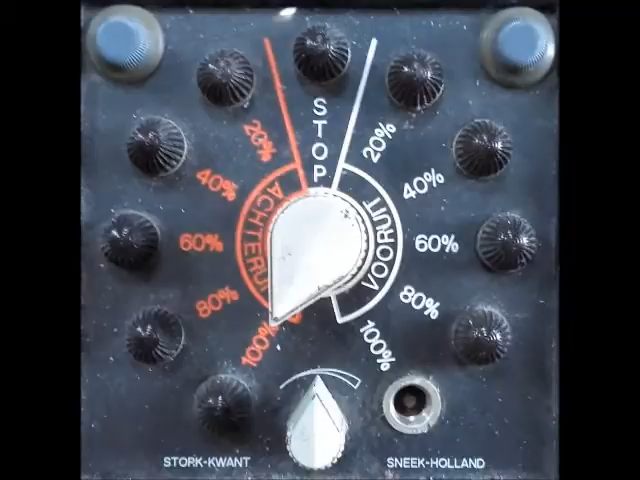 STOP
20%
20%
40%
40%
ACHTERUIT
VOORUIT
60%
60%
80%
80%
100%
100%
STORK-KWANT
SNEEK-HOLLAND